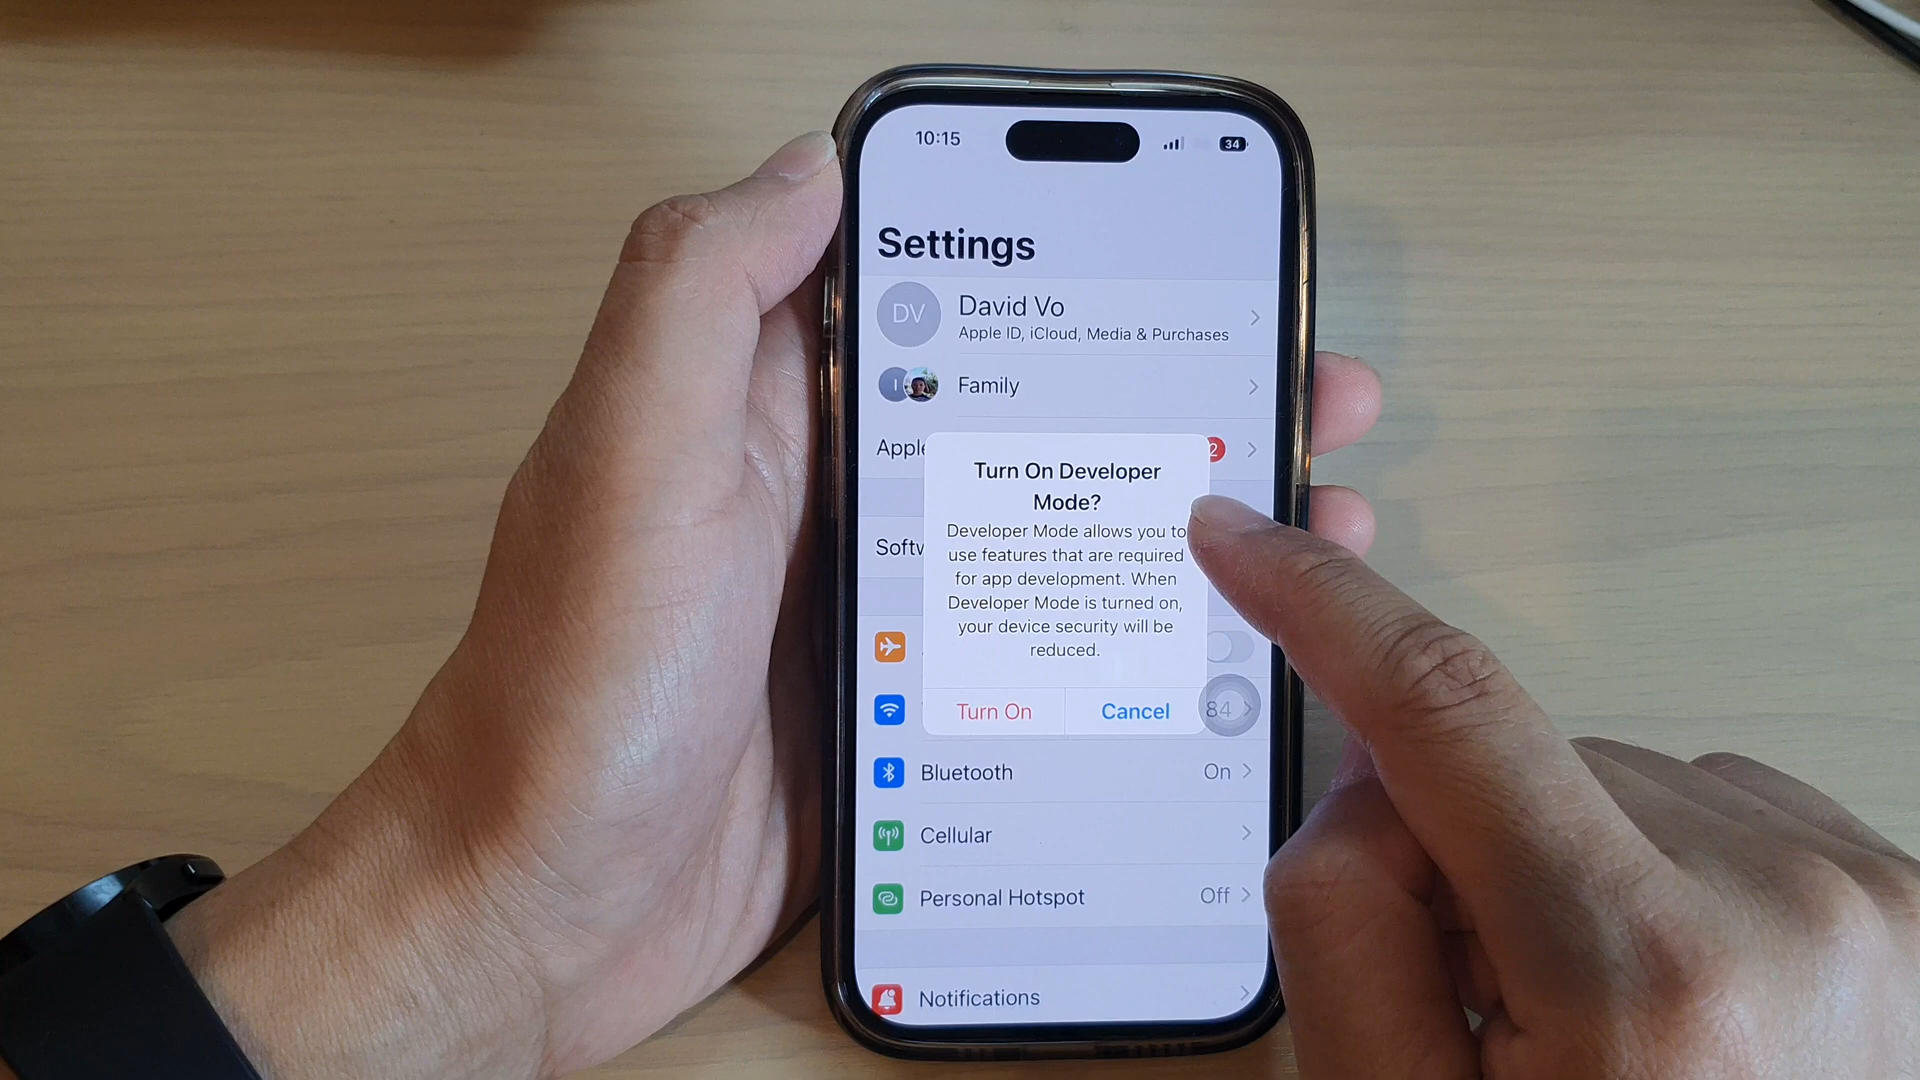 10:15
34
Settings
DV
David Vo
Apple ID, iCloud, Media & Purchases
I
Family
Apple
2
Turn On Developer
Mode?
Developer Mode allows you to
use features that are required
for app development. When
Developer Mode is turned on,
your device security will be
reduced.
Softw
Turn On
Cancel
84
Bluetooth
On
Cellular
Personal Hotspot
Off
Notifications